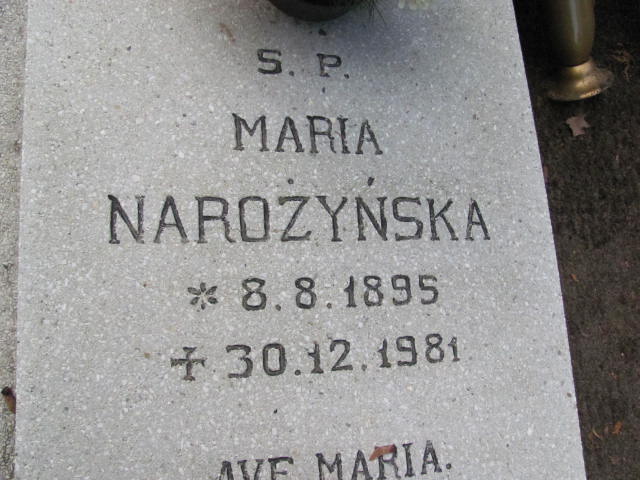 Ś. P.
MARIA
NAROŻYŃSKA
* 8.8.1895
✝ 30.12.1981
AVE MARIA.